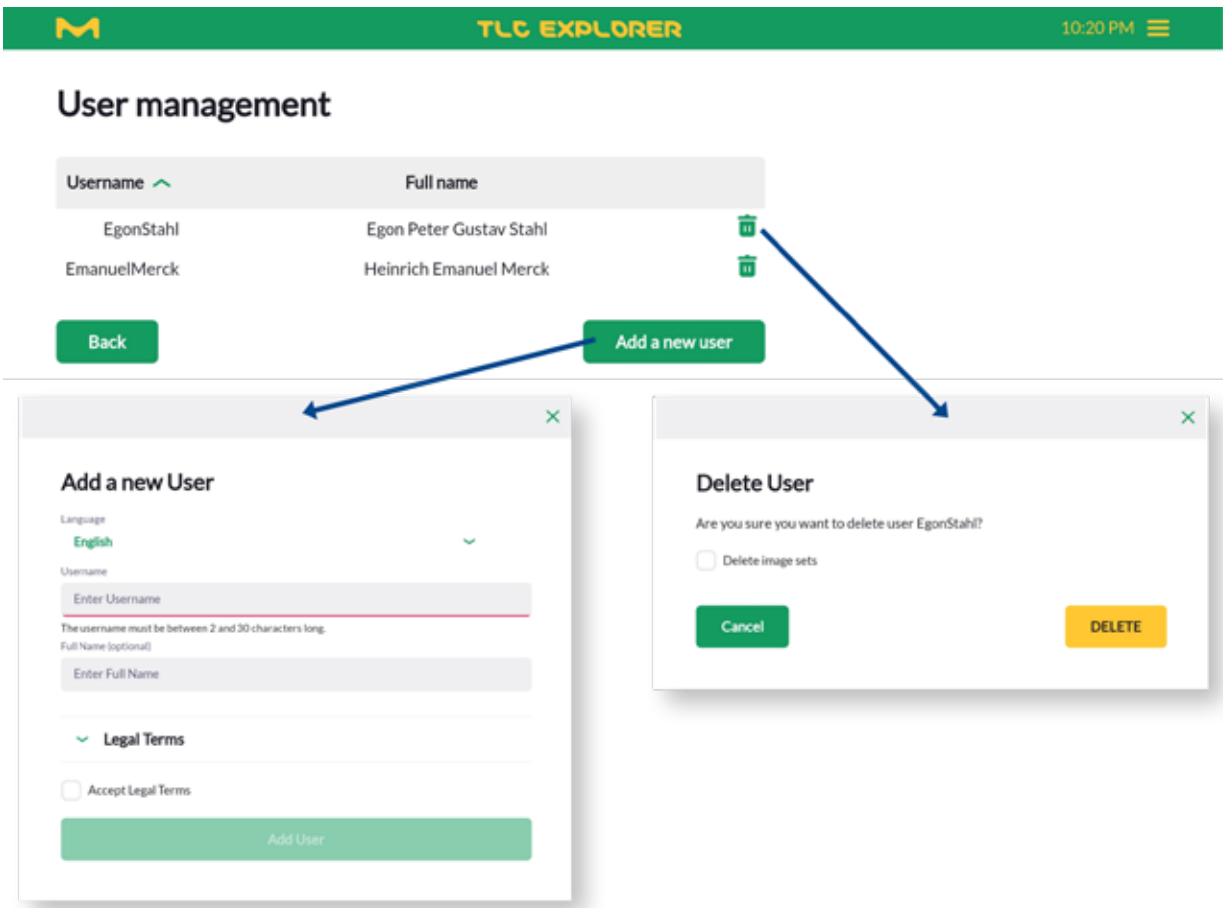 TLC EXPLORER
10:20 PM
User management
Username Full name
EgonStahl Egon Peter Gustav Stahl
EmanuelMerck Heinrich Emanuel Merck
Back Add a new user
Add a new User
Language
English
Username
Enter Username
The username must be between 2 and 30 characters long.
Full Name (optional)
Enter Full Name
Legal Terms
Accept Legal Terms
Add User
Delete User
Are you sure you want to delete user EgonStahl?
Delete image sets
Cancel DELETE